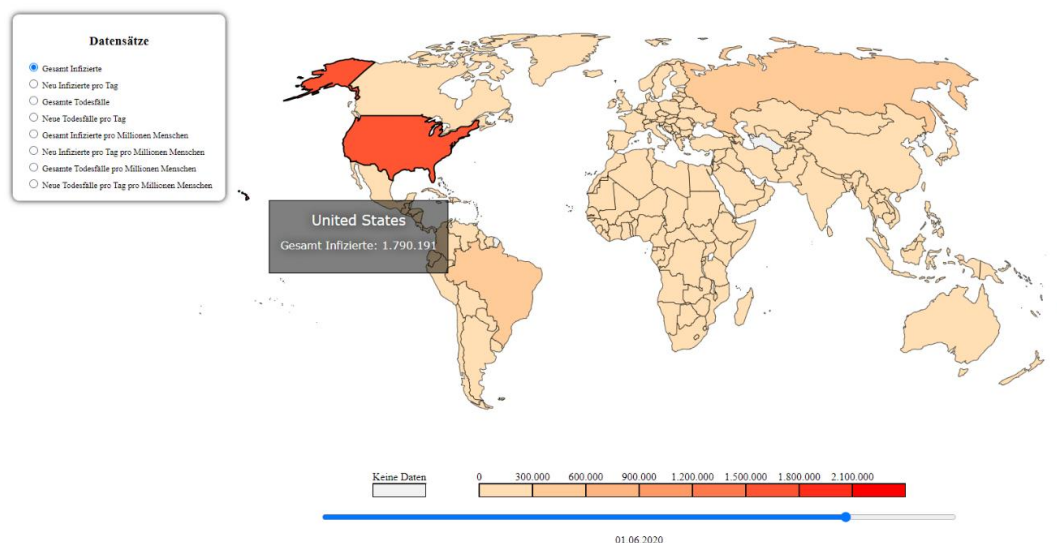 Datensätze
Gesamt Infizierte
Neu Infizierte pro Tag
Gesamte Todesfälle
Neue Todesfälle pro Tag
Gesamt Infizierte pro Millionen Menschen
Neu Infizierte pro Tag pro Millionen Menschen
Gesamte Todesfälle pro Millionen Menschen
Neue Todesfälle pro Tag pro Millionen Menschen
United States
Gesamt Infizierte: 1.790.191
Keine Daten 0 300.000 600.000 900.000 1.200.000 1.500.000 1.800.000 2.100.000
01.06.2020